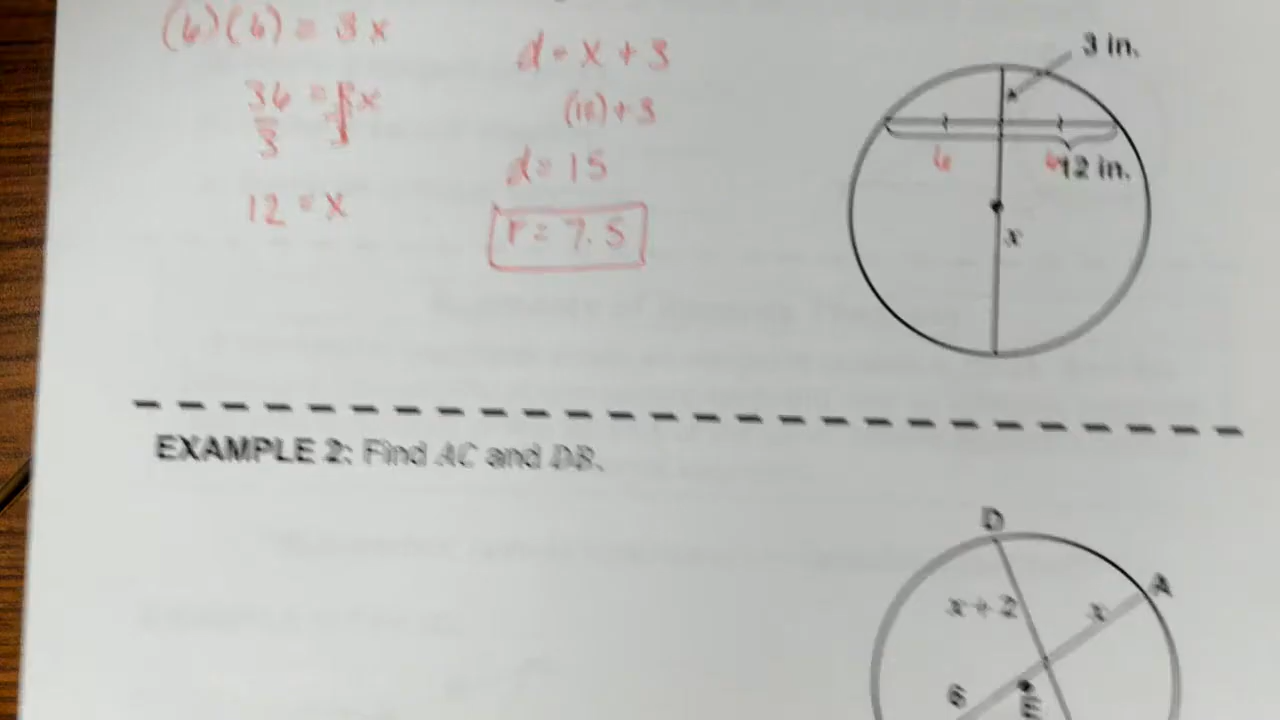 (6)(6) = 3x
36 = 3x
3 3
12 = x
d = x + 3
(12) + 3
d = 15
r = 7.5
3 in.
6 6
12 in.
x
EXAMPLE 2: Find AC and DB.
D
A
x + 2
x
6
E